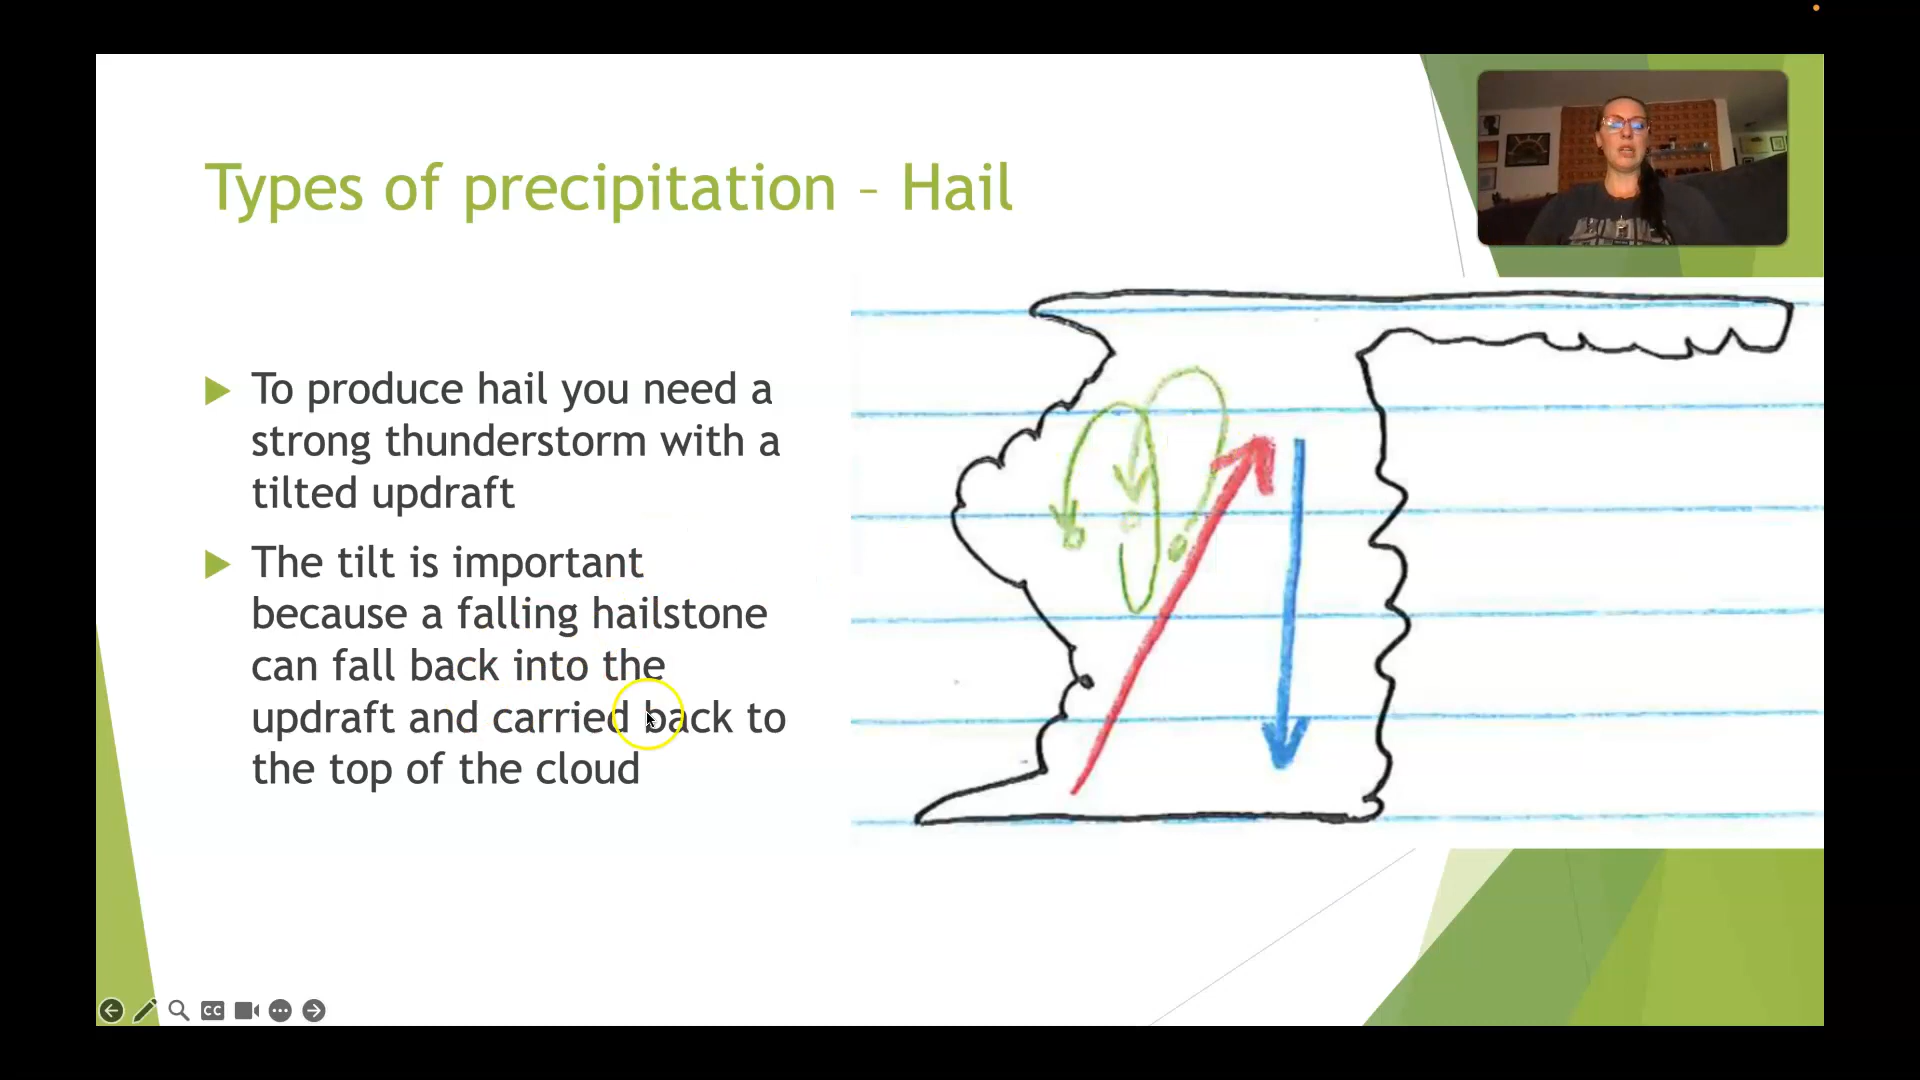 Types of precipitation – Hail
To produce hail you need a
strong thunderstorm with a
tilted updraft
The tilt is important
because a falling hailstone
can fall back into the
updraft and carried back to
the top of the cloud
CC